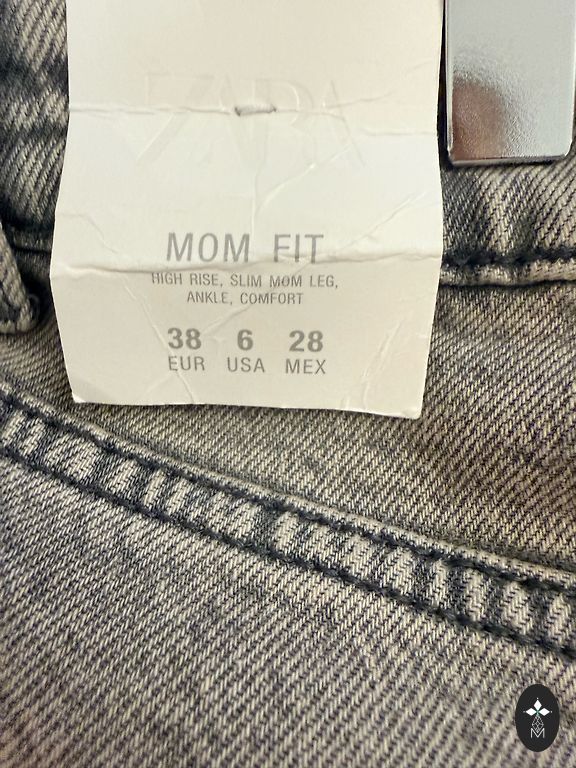 ZARA
MOM FIT
HIGH RISE, SLIM MOM LEG,
ANKLE, COMFORT
38 6 28
EUR USA MEX
M